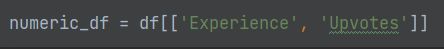 numeric_df = df[['Experience', 'Upvotes']]